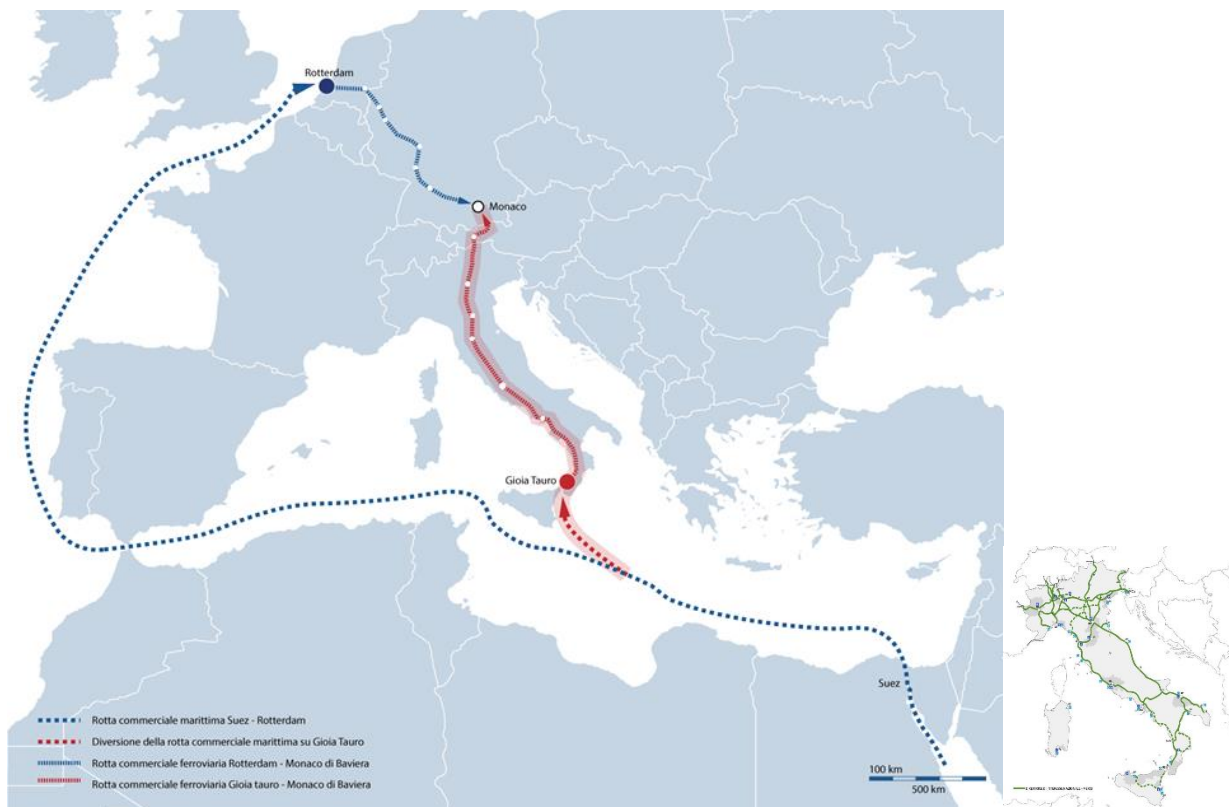 Rotterdam
Monaco
Gioia Tauro
Suez
Rotta commerciale marittima Suez - Rotterdam
Diversione della rotta commerciale marittima su Gioia Tauro
Rotta commerciale ferroviaria Rotterdam - Monaco di Baviera
Rotta commerciale ferroviaria Gioia tauro - Monaco di Baviera
100 km
500 km